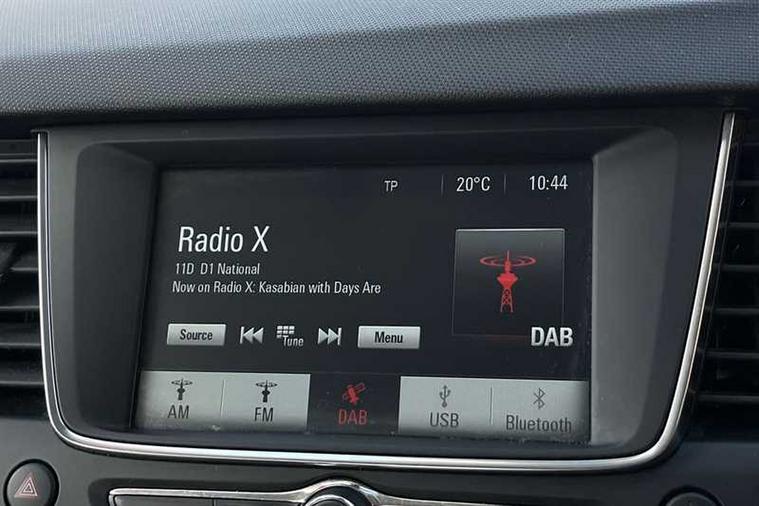 TP 20°C 10:44
Radio X
11D D1 National
Now on Radio X: Kasabian with Days Are
DAB
Source Tune Menu
AM FM DAB USB Bluetooth